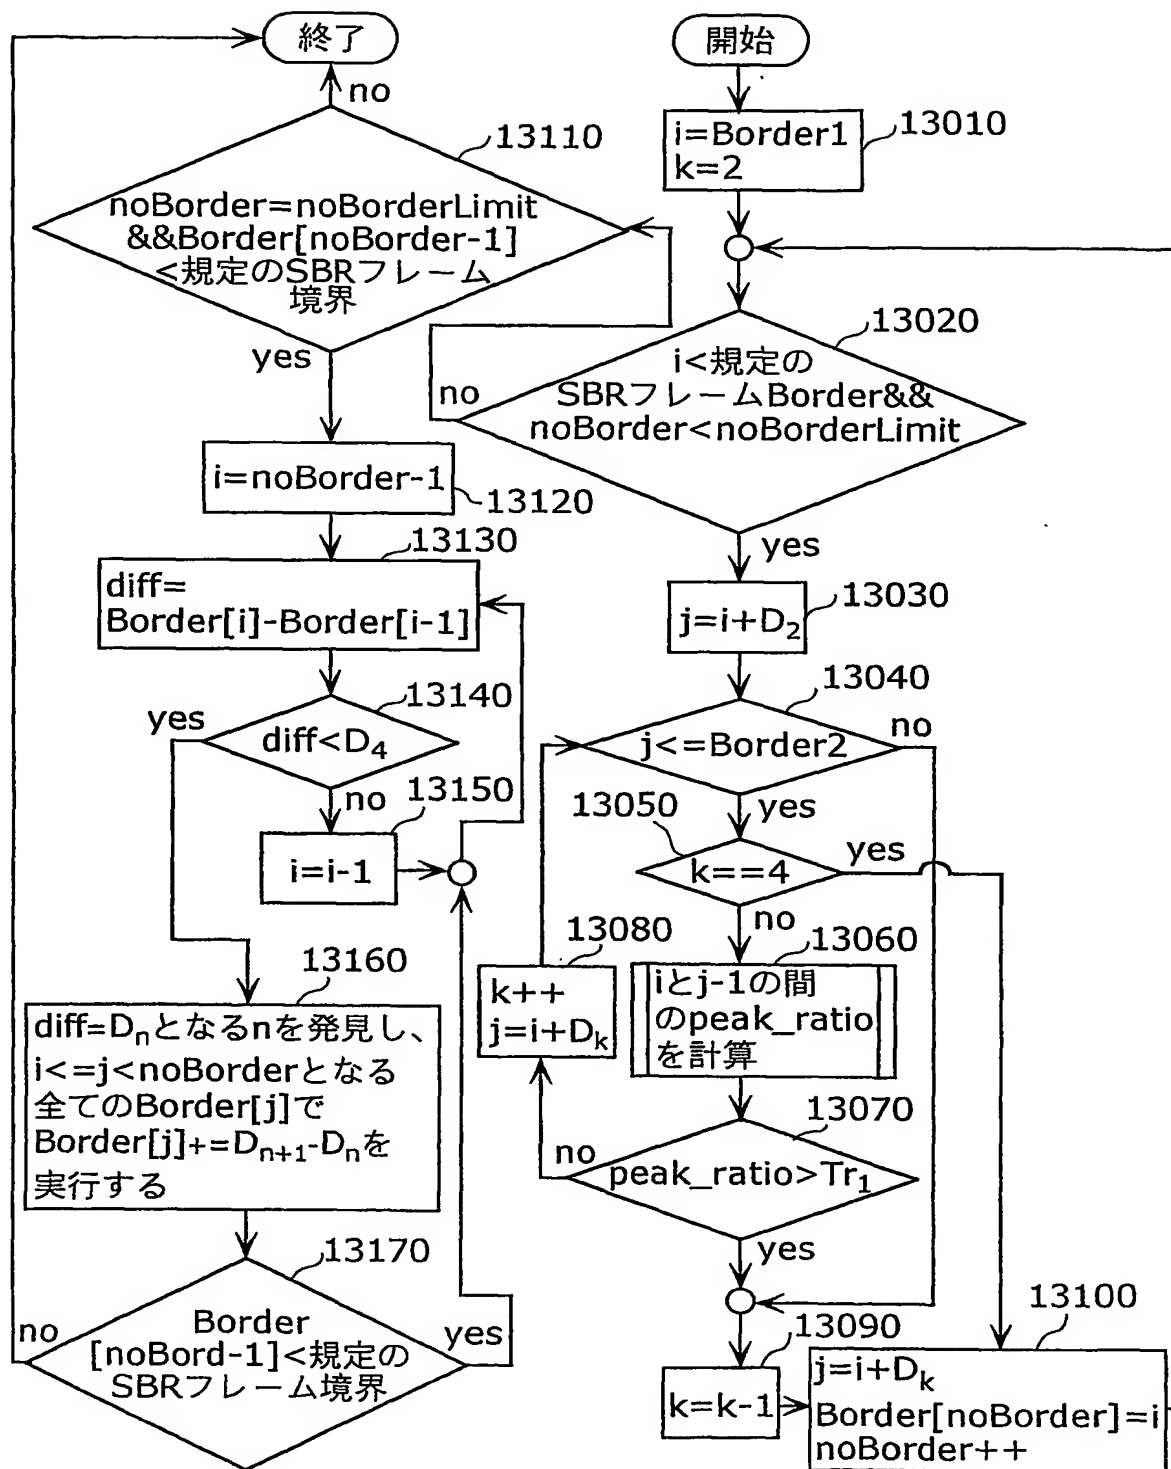 開始
i=Border1
k=2
13010
13020
i<規定の
SBRフレームBorder&&
noBorder<noBorderLimit
no
yes
13030
j=i+D2
13040
j<=Border2
no
yes
13050
k==4
yes
no
13060
iとj-1の間
のpeak_ratio
を計算
13070
peak_ratio>Tr1
no
yes
13080
k++
j=i+Dk
13090
k=k-1
13100
j=i+Dk
Border[noBorder]=i
noBorder++
終了
no
13110
noBorder=noBorderLimit
&&Border[noBorder-1]
<規定のSBRフレーム
境界
yes
i=noBorder-1
13120
13130
diff=
Border[i]-Border[i-1]
13140
diff<D4
yes
no
13150
i=i-1
13160
diff=Dnとなるnを発見し、
i<=j<noBorderとなる
全てのBorder[j]で
Border[j]+=Dn+1-Dnを
実行する
13170
Border
[noBord-1]<規定の
SBRフレーム境界
no
yes